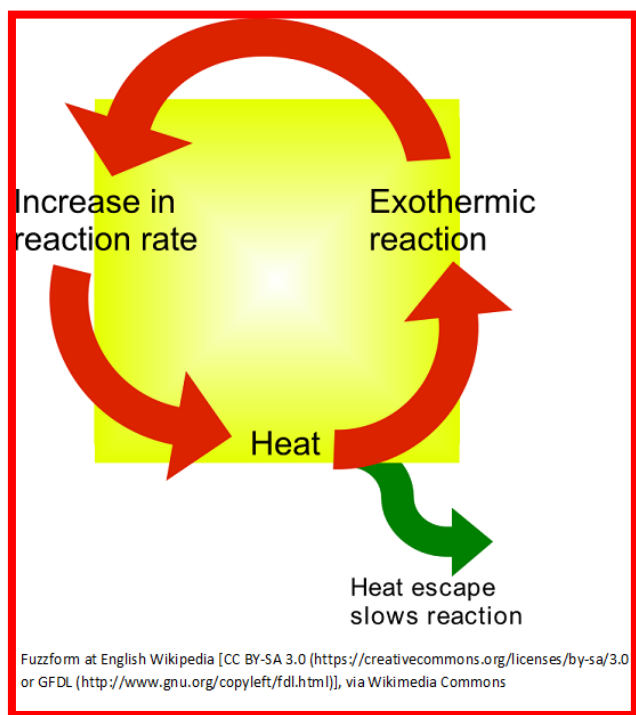 Increase in
reaction rate
Exothermic
reaction
Heat
Heat escape
slows reaction
Fuzzform at English Wikipedia [CC BY-SA 3.0 (https://creativecommons.org/licenses/by-sa/3.0
or GFDL (http://www.gnu.org/copyleft/fdl.html)], via Wikimedia Commons